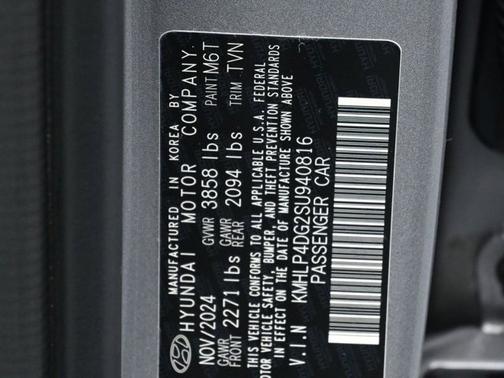 MANUFACTURED IN KOREA BY
HYUNDAI MOTOR COMPANY.
NOV/2024 GVWR 3858 lbs PAINT M6T
GAWR FRONT 2271 lbs GAWR REAR 2094 lbs TRIM TVN
THIS VEHICLE CONFORMS TO ALL APPLICABLE U.S.A. FEDERAL
MOTOR VEHICLE SAFETY, BUMPER, AND THEFT PREVENTION STANDARDS
IN EFFECT ON THE DATE OF MANUFACTURE SHOWN ABOVE
V.I.N KMHLP4DG2SU940816
PASSENGER CAR